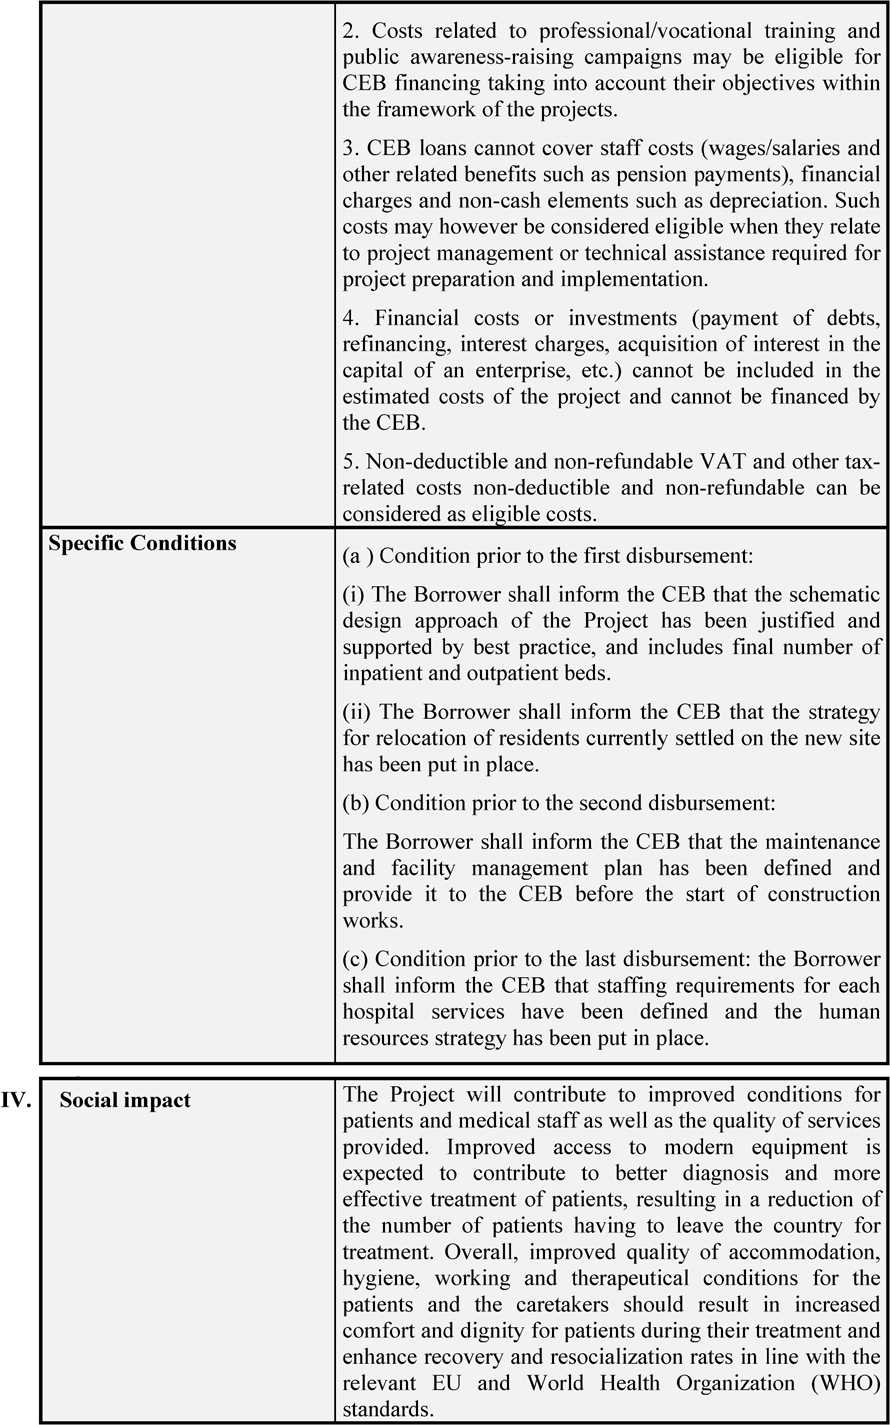 2. Costs related to professional/vocational training and
public awareness-raising campaigns may be eligible for
CEB financing taking into account their objectives within
the framework of the projects.
3. CEB loans cannot cover staff costs (wages/salaries and
other related benefits such as pension payments), financial
charges and non-cash elements such as depreciation. Such
costs may however be considered eligible when they relate
to project management or technical assistance required for
project preparation and implementation.
4. Financial costs or investments (payment of debts,
refinancing, interest charges, acquisition of interest in the
capital of an enterprise, etc.) cannot be included in the
estimated costs of the project and cannot be financed by
the CEB.
5. Non-deductible and non-refundable VAT and other tax-
related costs non-deductible and non-refundable can be
considered as eligible costs.
Specific Conditions
(a ) Condition prior to the first disbursement:
(i) The Borrower shall inform the CEB that the schematic
design approach of the Project has been justified and
supported by best practice, and includes final number of
inpatient and outpatient beds.
(ii) The Borrower shall inform the CEB that the strategy
for relocation of residents currently settled on the new site
has been put in place.
(b) Condition prior to the second disbursement:
The Borrower shall inform the CEB that the maintenance
and facility management plan has been defined and
provide it to the CEB before the start of construction
works.
(c) Condition prior to the last disbursement: the Borrower
shall inform the CEB that staffing requirements for each
hospital services have been defined and the human
resources strategy has been put in place.
IV. Social impact
The Project will contribute to improved conditions for
patients and medical staff as well as the quality of services
provided. Improved access to modern equipment is
expected to contribute to better diagnosis and more
effective treatment of patients, resulting in a reduction of
the number of patients having to leave the country for
treatment. Overall, improved quality of accommodation,
hygiene, working and therapeutical conditions for the
patients and the caretakers should result in increased
comfort and dignity for patients during their treatment and
enhance recovery and resocialization rates in line with the
relevant EU and World Health Organization (WHO)
standards.